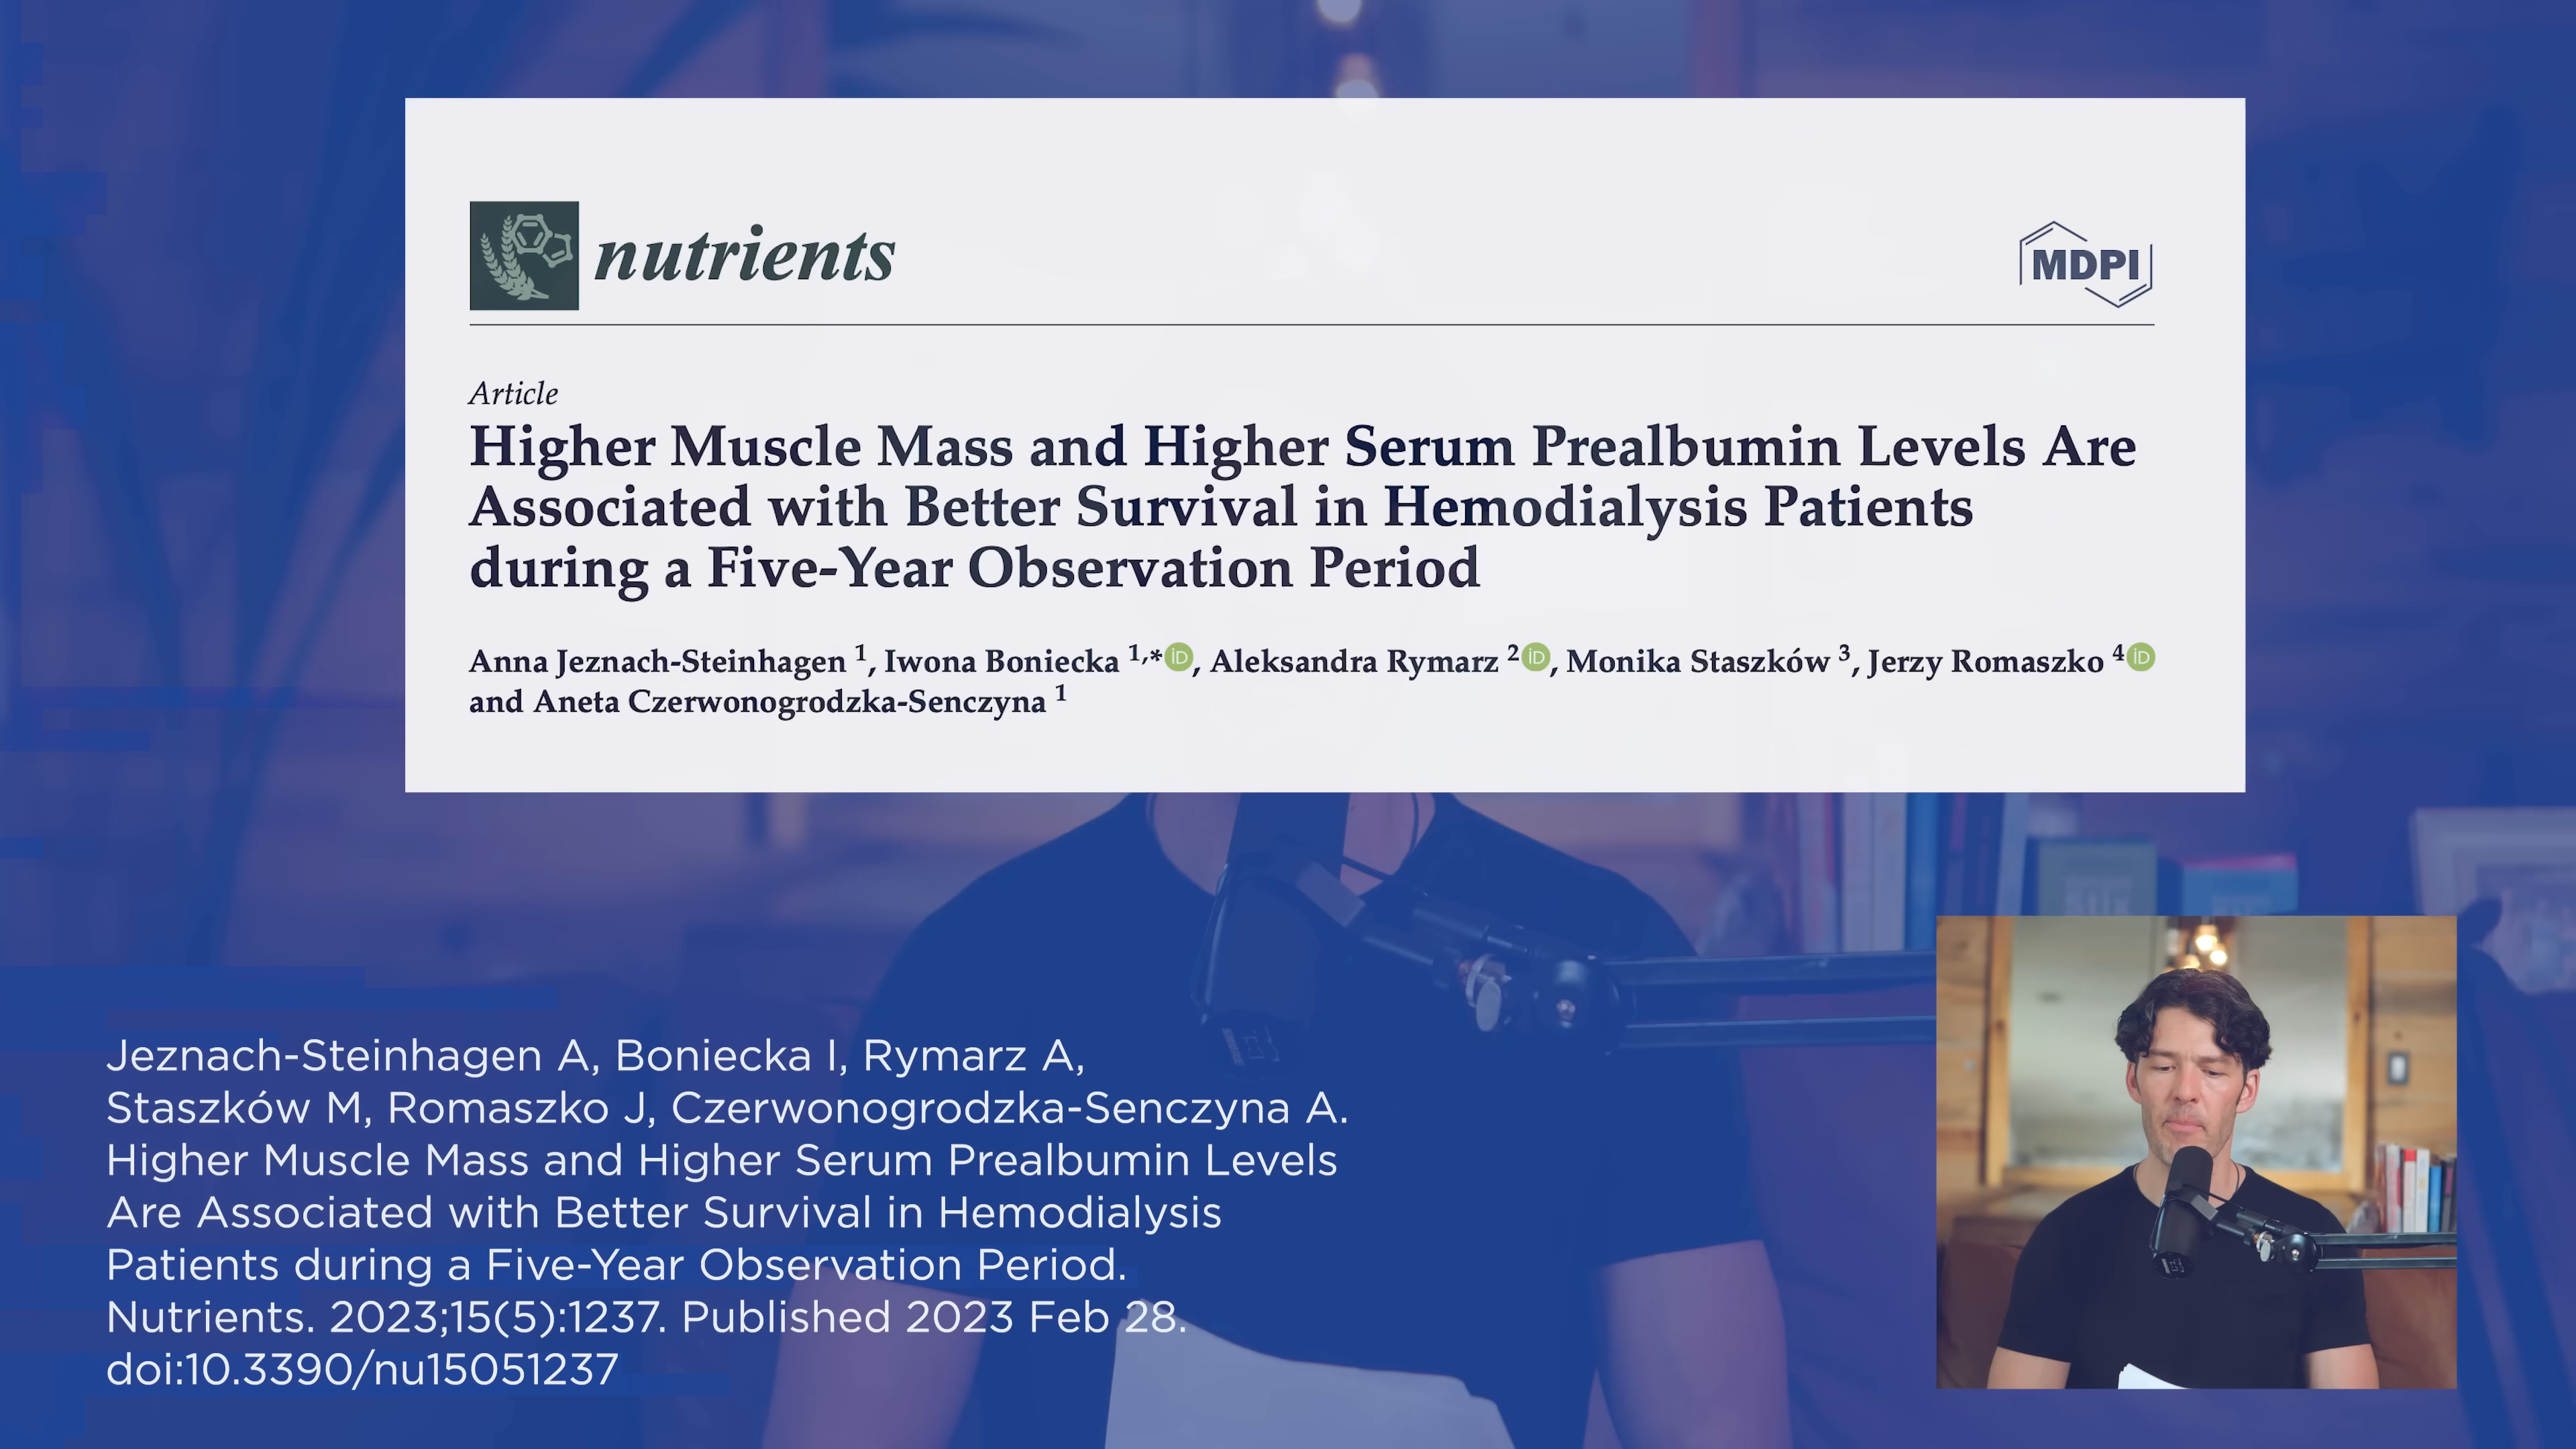 nutrients
MDPI
Article
Higher Muscle Mass and Higher Serum Prealbumin Levels Are
Associated with Better Survival in Hemodialysis Patients
during a Five-Year Observation Period
Anna Jeznach-Steinhagen 1, Iwona Boniecka 1,* iD, Aleksandra Rymarz 2 iD, Monika Staszków 3, Jerzy Romaszko 4 iD
and Aneta Czerwonogrodzka-Senczyna 1
Jeznach-Steinhagen A, Boniecka I, Rymarz A,
Staszków M, Romaszko J, Czerwonogrodzka-Senczyna A.
Higher Muscle Mass and Higher Serum Prealbumin Levels
Are Associated with Better Survival in Hemodialysis
Patients during a Five-Year Observation Period.
Nutrients. 2023;15(5):1237. Published 2023 Feb 28.
doi:10.3390/nu15051237